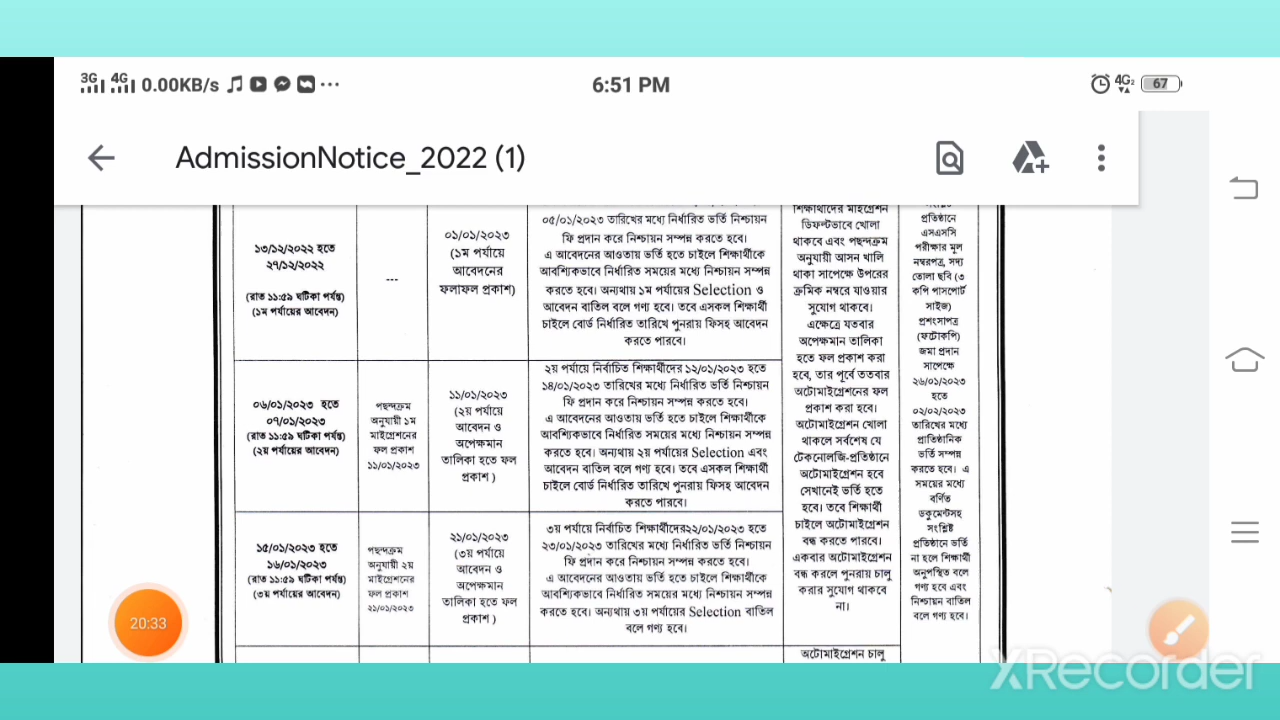 3G 4G 0.00KB/s
6:51 PM
4G 2
67
AdmissionNotice_2022 (1)
১৩/১২/২০২২ হতে
২৭/১২/২০২২
(রাত ১১:৫৯ ঘটিকা পর্যন্ত)
(১ম পর্যায়ের আবেদন)
---
০১/০১/২০২৩
(১ম পর্যায়ে
আবেদনের
ফলাফল প্রকাশ)
০৫/০১/২০২৩ তারিখের মধ্যে নির্ধারিত ভর্তি নিশ্চায়ন
ফি প্রদান করে নিশ্চায়ন সম্পন্ন করতে হবে।
এ আবেদনের আওতায় ভর্তি হতে চাইলে শিক্ষার্থীকে
আবশ্যিকভাবে নির্ধারিত সময়ের মধ্যে নিশ্চায়ন সম্পন্ন
করতে হবে। অন্যথায় ১ম পর্যায়ের Selection ও
আবেদন বাতিল বলে গণ্য হবে। তবে এসকল শিক্ষার্থী
চাইলে বোর্ড নির্ধারিত তারিখে পুনরায় ফিসহ আবেদন
করতে পারবে।
০৬/০১/২০২৩ হতে
০৭/০১/২০২৩
(রাত ১১:৫৯ ঘটিকা পর্যন্ত)
(২য় পর্যায়ের আবেদন)
পছন্দক্রম
অনুযায়ী ১ম
মাইগ্রেশনের
ফল প্রকাশ
১১/০১/২০২৩
১১/০১/২০২৩
(২য় পর্যায়ে
আবেদন ও
অপেক্ষমান
তালিকা হতে ফল
প্রকাশ )
২য় পর্যায়ে নির্বাচিত শিক্ষার্থীদের ১২/০১/২০২৩ হতে
১৪/০১/২০২৩ তারিখের মধ্যে নির্ধারিত ভর্তি নিশ্চায়ন
ফি প্রদান করে নিশ্চায়ন সম্পন্ন করতে হবে।
এ আবেদনের আওতায় ভর্তি হতে চাইলে শিক্ষার্থীকে
আবশ্যিকভাবে নির্ধারিত সময়ের মধ্যে নিশ্চায়ন সম্পন্ন
করতে হবে। অন্যথায় ২য় পর্যায়ের Selection এবং
আবেদন বাতিল বলে গণ্য হবে। তবে এসকল শিক্ষার্থী
চাইলে বোর্ড নির্ধারিত তারিখে পুনরায় ফিসহ আবেদন
করতে পারবে।
১৫/০১/২০২৩ হতে
১৬/০১/২০২৩
(রাত ১১:৫৯ ঘটিকা পর্যন্ত)
(৩য় পর্যায়ের আবেদন)
পছন্দক্রম
অনুযায়ী ২য়
মাইগ্রেশনের
ফল প্রকাশ
২১/০১/২০২৩
২১/০১/২০২৩
(৩য় পর্যায়ে
আবেদন ও
অপেক্ষমান
তালিকা হতে ফল
প্রকাশ )
৩য় পর্যায়ে নির্বাচিত শিক্ষার্থীদের২২/০১/২০২৩ হতে
২৩/০১/২০২৩ তারিখের মধ্যে নির্ধারিত ভর্তি নিশ্চায়ন
ফি প্রদান করে নিশ্চায়ন সম্পন্ন করতে হবে।
এ আবেদনের আওতায় ভর্তি হতে চাইলে শিক্ষার্থীকে
আবশ্যিকভাবে নির্ধারিত সময়ের মধ্যে নিশ্চায়ন সম্পন্ন
করতে হবে। অন্যথায় ৩য় পর্যায়ের Selection বাতিল
বলে গণ্য হবে।
শিক্ষার্থীদের মাইগ্রেশন
ডিফল্টভাবে খোলা
থাকবে এবং পছন্দক্রম
অনুযায়ী আসন খালি
থাকা সাপেক্ষে উপরের
ক্রমিক নম্বরে যাওয়ার
সুযোগ থাকবে।
এক্ষেত্রে যতবার
অপেক্ষমান তালিকা
হতে ফল প্রকাশ করা
হবে, তার পূর্বে ততবার
অটোমাইগ্রেশনের ফল
প্রকাশ করা হবে।
অটোমাইগ্রেশন খোলা
থাকলে সর্বশেষ যে
টেকনোলজি-প্রতিষ্ঠানে
অটোমাইগ্রেশন হবে
সেখানেই ভর্তি হতে
হবে। তবে শিক্ষার্থী
চাইলে অটোমাইগ্রেশন
বন্ধ করতে পারবে।
একবার অটোমাইগ্রেশন
বন্ধ করলে পুনরায় চালু
করার সুযোগ থাকবে
না।
অটোমাইগ্রেশন চালু
সংশ্লিষ্ট
প্রতিষ্ঠানে
এসএসসি
পরীক্ষার মূল
নম্বরপত্র, সদ্য
তোলা ছবি (৩
কপি পাসপোর্ট
সাইজ)
প্রশংসাপত্র
(ফটোকপি)
জমা প্রদান
সাপেক্ষে
২৬/০১/২০২৩
হতে
০২/০২/২০২৩
তারিখের মধ্যে
প্রাতিষ্ঠানিক
ভর্তি সম্পন্ন
করতে হবে। এ
সময়ের মধ্যে
বর্ণিত
ডকুমেন্টসহ
সংশ্লিষ্ট
প্রতিষ্ঠানে ভর্তি
না হলে শিক্ষার্থী
অনুপস্থিত বলে
গণ্য হবে এবং
নিশ্চায়ন বাতিল
বলে গণ্য হবে।
20:33
XRecorder